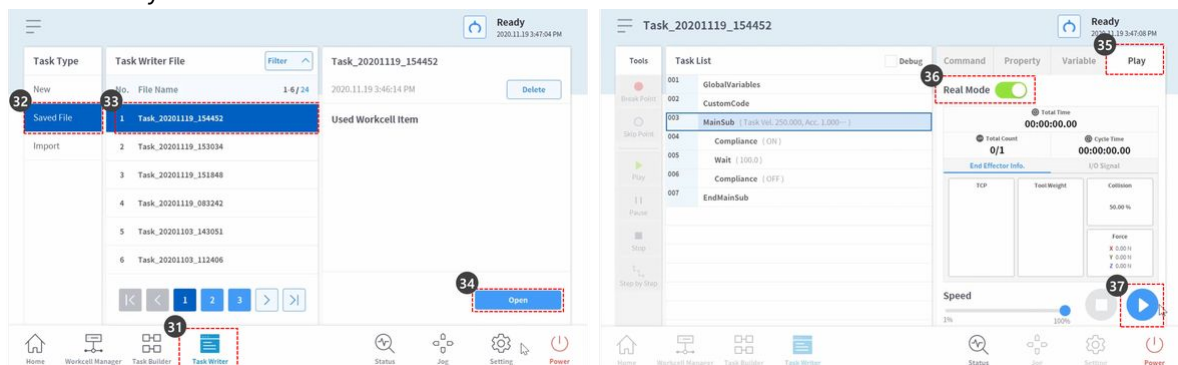 Ready
2020.11.19 3:47:04 PM
Task Type
Task Writer File
Filter
Task_20201119_154452
New
No. File Name
1-6 / 24
2020.11.19 3:46:14 PM
Delete
32
33
Saved File
1 Task_20201119_154452
Used Workcell Item
Import
2 Task_20201119_153034
3 Task_20201119_151848
4 Task_20201119_083242
5 Task_20201103_143051
6 Task_20201103_112406
34
1 2 3
Open
31
Home
Workcell Manager
Task Builder
Task Writer
Status
Jog
Setting
Power
Task_20201119_154452
Ready
2020.11.19 3:47:08 PM
35
Tools
Task List
Debug
Command
Property
Variable
Play
36
Break Point
Skip Point
Play
Pause
Stop
Step by Step
001 GlobalVariables
002 CustomCode
003 MainSub ( Task Vel. 250.000, Acc. 1.000··· )
004 Compliance ( ON )
005 Wait ( 100.0 )
006 Compliance ( OFF )
007 EndMainSub
Real Mode
Total Time
00:00:00.00
Total Count
Cycle Time
0/1
00:00:00.00
End Effector Info.
I/O Signal
TCP
Tool Weight
Collision
50.00 %
Force
X 0.00 N
Y 0.00 N
Z 0.00 N
37
Speed
1%
100%
Home
Workcell Manager
Task Builder
Task Writer
Status
Jog
Setting
Power